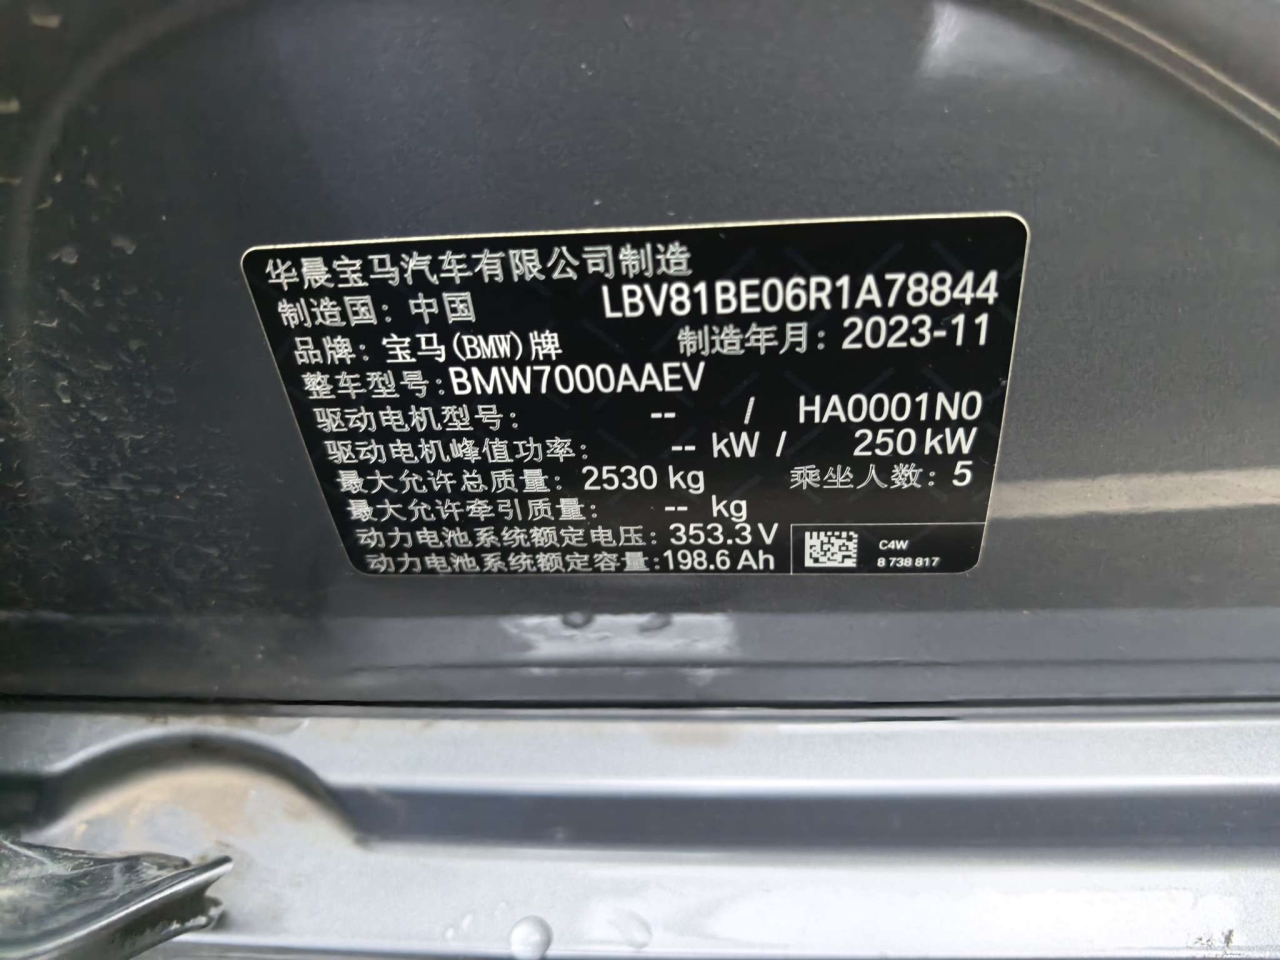 华晨宝马汽车有限公司制造
制造国：中国 LBV81BE06R1A78844
品牌：宝马(BMW)牌 制造年月：2023-11
整车型号：BMW7000AAEV
驱动电机型号： -- / HA0001N0
驱动电机峰值功率： -- kW / 250 kW
最大允许总质量：2530 kg 乘坐人数：5
最大允许牵引质量： -- kg
动力电池系统额定电压：353.3 V
动力电池系统额定容量：198.6 Ah
C4W
8 738 817